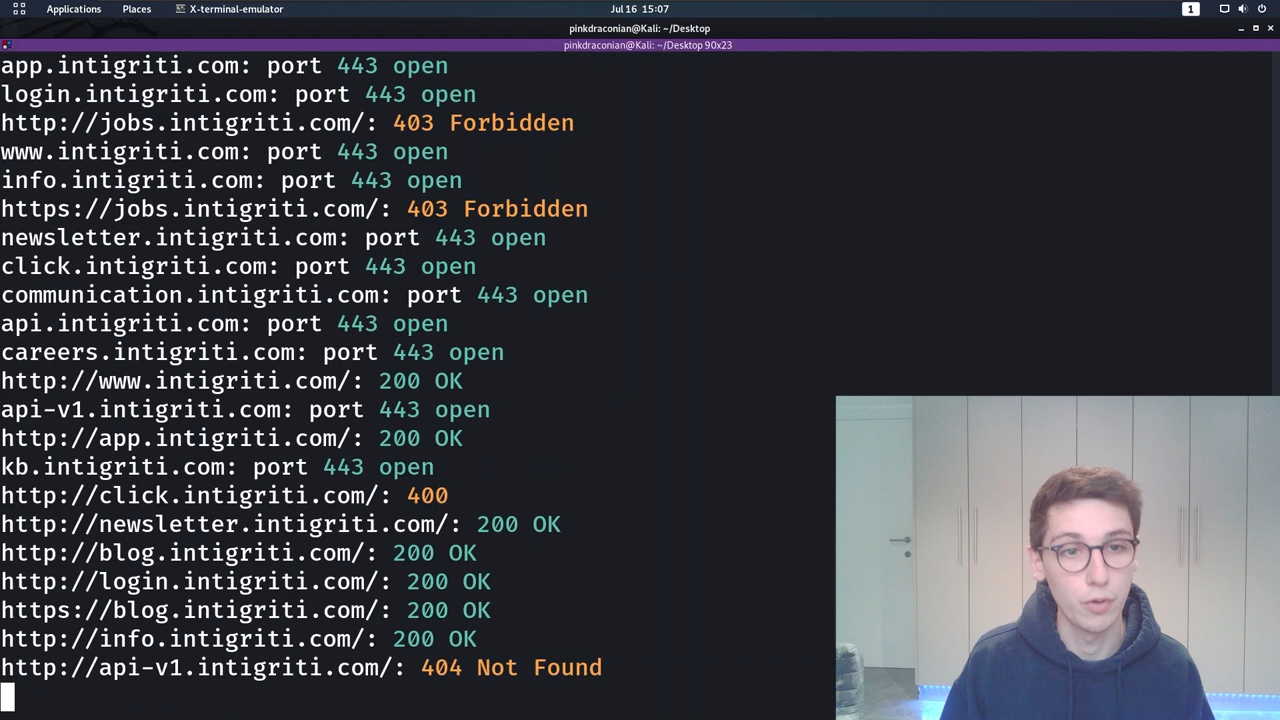 Applications Places X-terminal-emulator Jul 16 15:07 1
pinkdraconian@Kali: ~/Desktop
pinkdraconian@Kali: ~/Desktop 90x23
app.intigriti.com: port 443 open
login.intigriti.com: port 443 open
http://jobs.intigriti.com/: 403 Forbidden
www.intigriti.com: port 443 open
info.intigriti.com: port 443 open
https://jobs.intigriti.com/: 403 Forbidden
newsletter.intigriti.com: port 443 open
click.intigriti.com: port 443 open
communication.intigriti.com: port 443 open
api.intigriti.com: port 443 open
careers.intigriti.com: port 443 open
http://www.intigriti.com/: 200 OK
api-v1.intigriti.com: port 443 open
http://app.intigriti.com/: 200 OK
kb.intigriti.com: port 443 open
http://click.intigriti.com/: 400
http://newsletter.intigriti.com/: 200 OK
http://blog.intigriti.com/: 200 OK
http://login.intigriti.com/: 200 OK
https://blog.intigriti.com/: 200 OK
http://info.intigriti.com/: 200 OK
http://api-v1.intigriti.com/: 404 Not Found